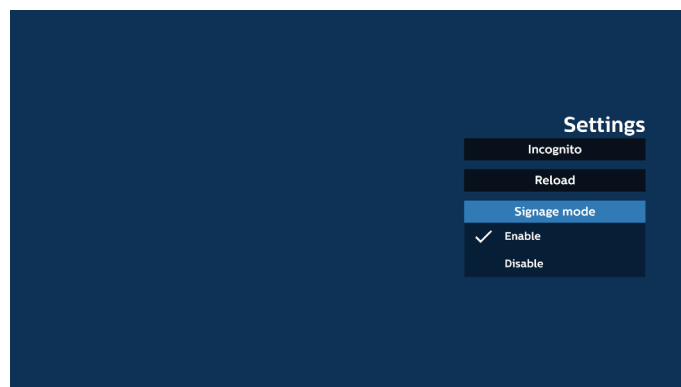 Settings
Incognito
Reload
Signage mode
Enable
Disable